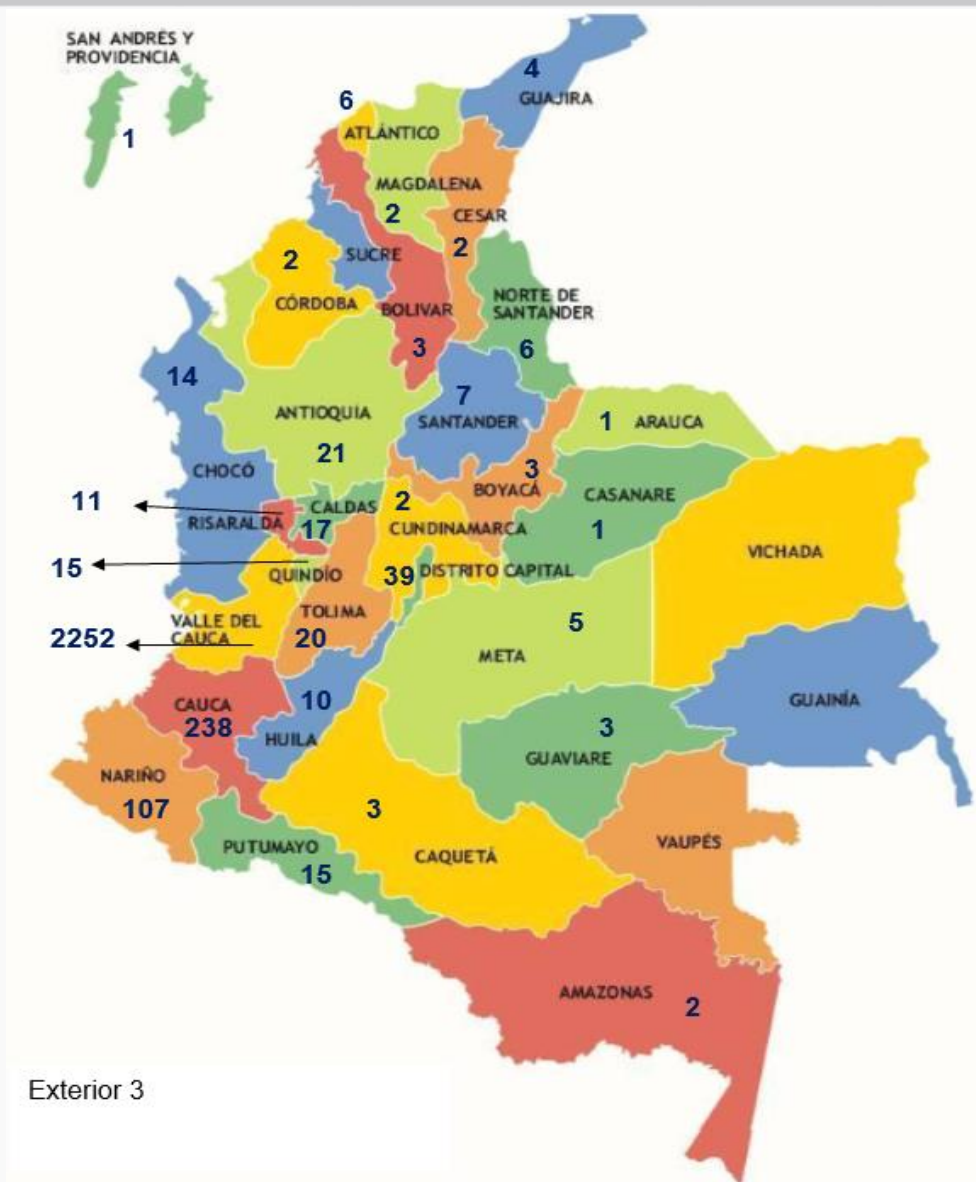 SAN ANDRÉS Y
PROVIDENCIA
1
4
GUAJIRA
6
ATLÁNTICO
MAGDALENA
2
CESAR
2
SUCRE
2
CÓRDOBA
BOLIVAR
3
NORTE DE
SANTANDER
6
14
CHOCÓ
ANTIOQUÍA
21
7
SANTANDER
1
ARAUCA
3
BOYACÁ
CASANARE
1
VICHADA
11
RISARALDA
CALDAS
17
2
CUNDINAMARCA
39
DISTRITO CAPITAL
15
QUINDÍO
TOLIMA
20
VALLE DEL
CAUCA
2252
5
META
GUAINÍA
CAUCA
238
10
HUILA
3
GUAVIARE
NARIÑO
107
3
CAQUETÁ
VAUPÉS
PUTUMAYO
15
AMAZONAS
2
Exterior 3